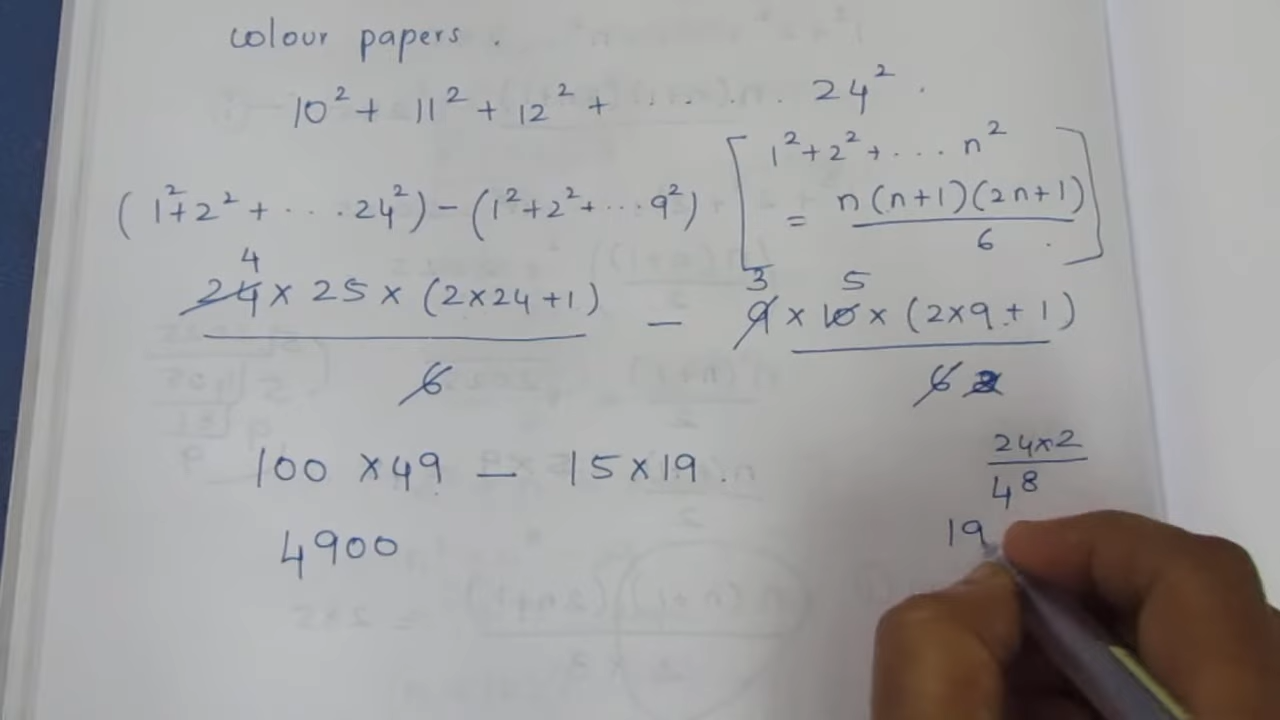 colour papers.
10² + 11² + 12² + ...... 24².
[1² + 2² + ... n²
(1² + 2² + ... 24²) – (1² + 2² + ... 9²)
= n(n+1)(2n+1)
6 .]
4
24 × 25 × (2×24+1) – 9 × 10 × (2×9+1)
3 5
6 6 2
100 × 49 – 15 × 19.
24×2
48
4900
19